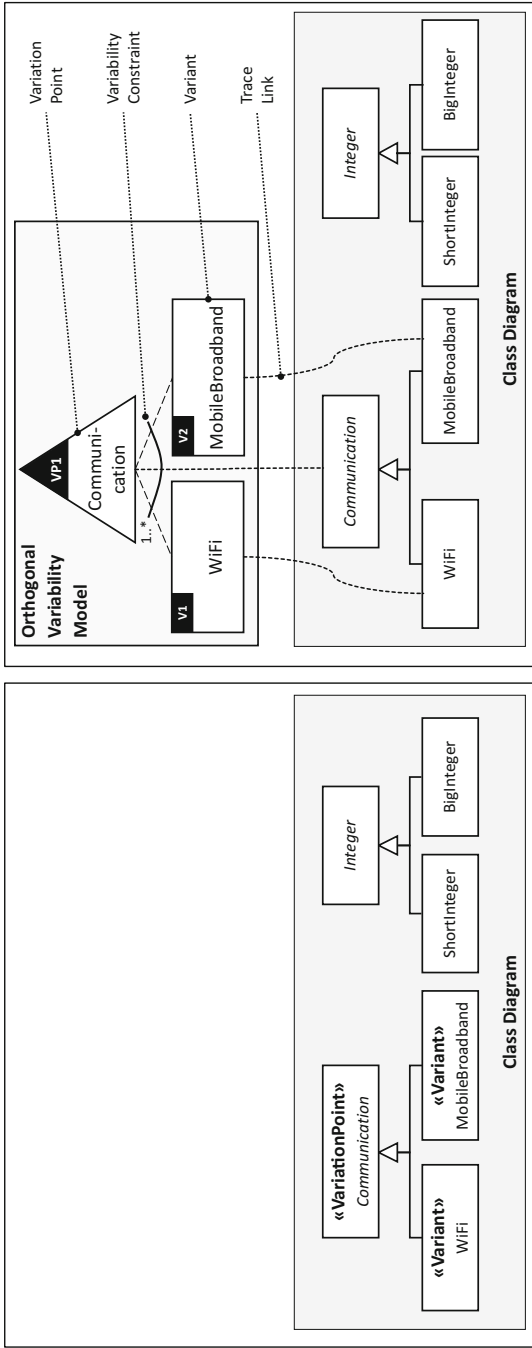 «VariationPoint»
Communication
«Variant»
WiFi
«Variant»
MobileBroadband
Integer
ShortInteger
BigInteger
Class Diagram
Orthogonal
Variability
Model
VP1
Communi-
cation
1..*
V1
WiFi
V2
MobileBroadband
Variation
Point
Variability
Constraint
Variant
Trace
Link
Communication
WiFi
MobileBroadband
Integer
ShortInteger
BigInteger
Class Diagram